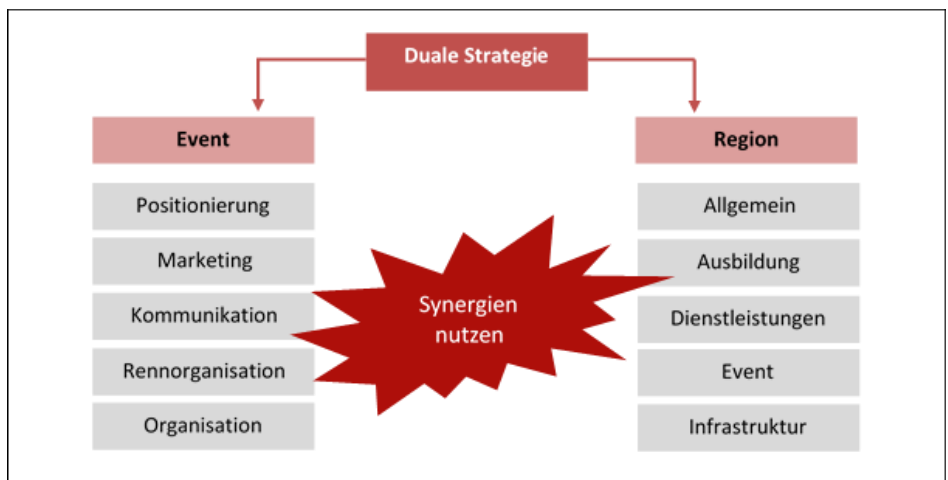 Duale Strategie
Event
Positionierung
Marketing
Kommunikation
Rennorganisation
Organisation
Synergien
nutzen
Region
Allgemein
Ausbildung
Dienstleistungen
Event
Infrastruktur